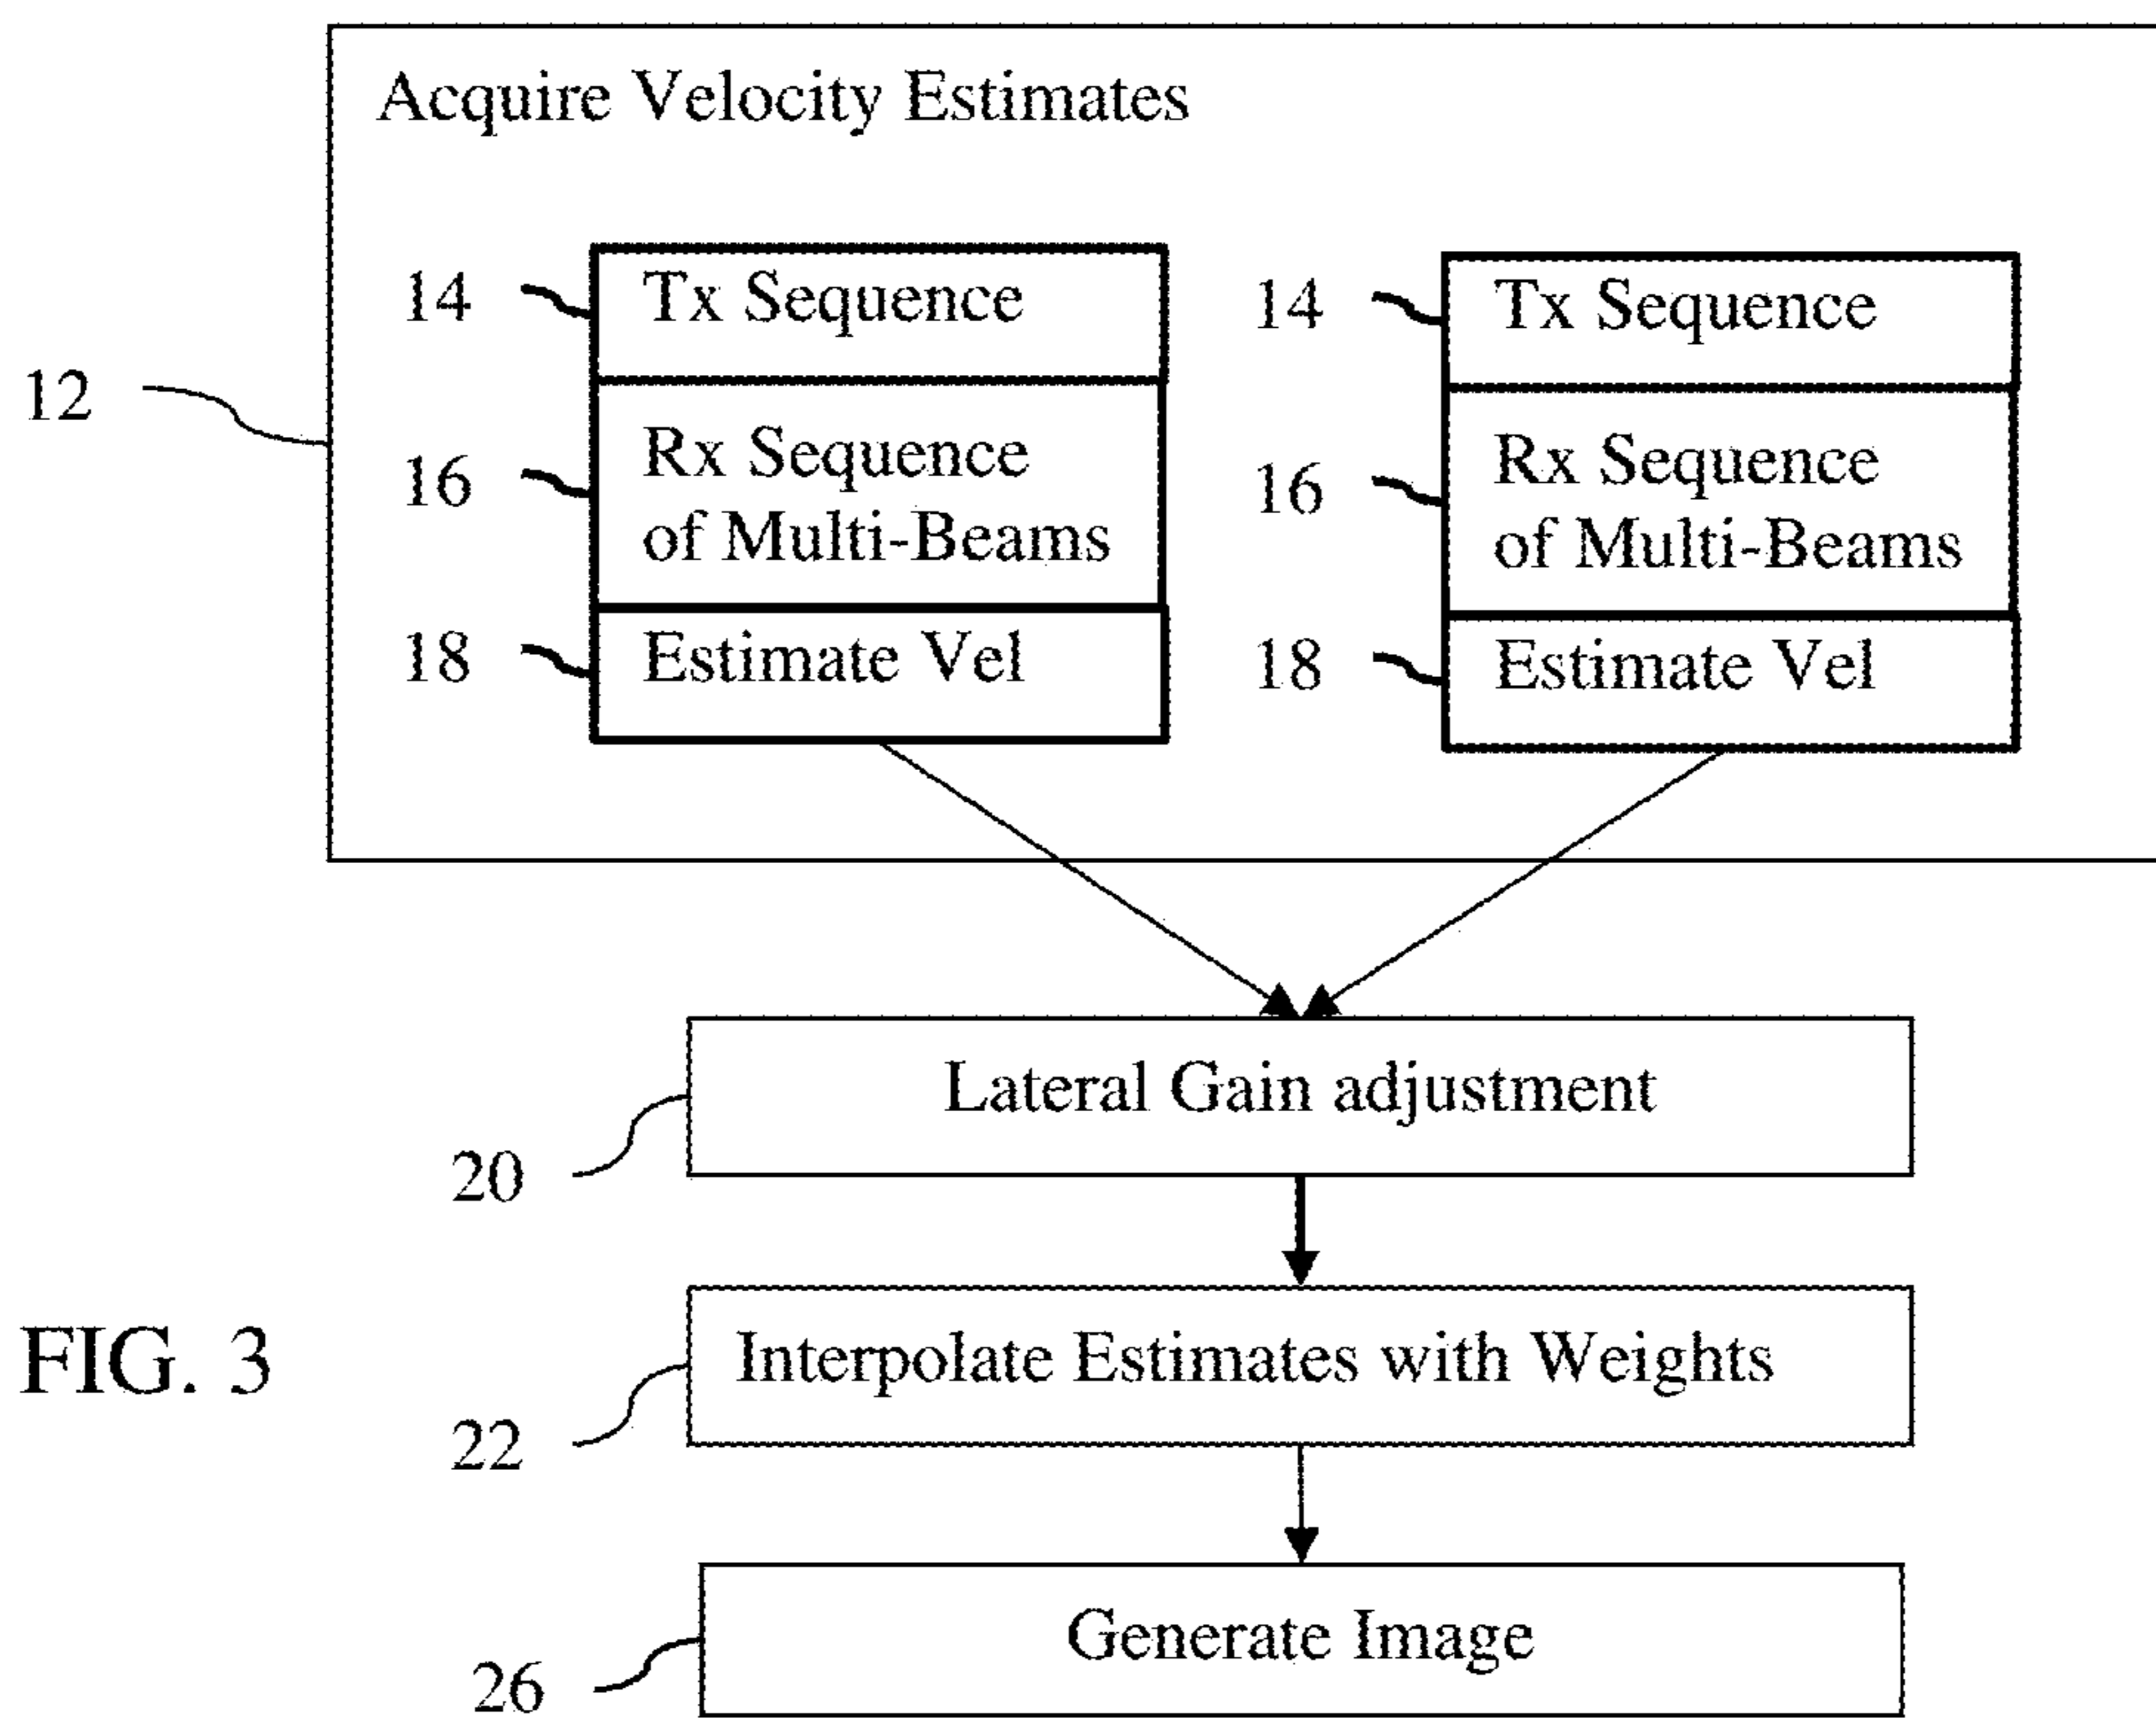 Acquire Velocity Estimates
14 Tx Sequence 14 Tx Sequence
12
16 Rx Sequence of Multi-Beams 16 Rx Sequence of Multi-Beams
18 Estimate Vel 18 Estimate Vel
Lateral Gain adjustment
20
Interpolate Estimates with Weights
FIG. 3
22
Generate Image
26